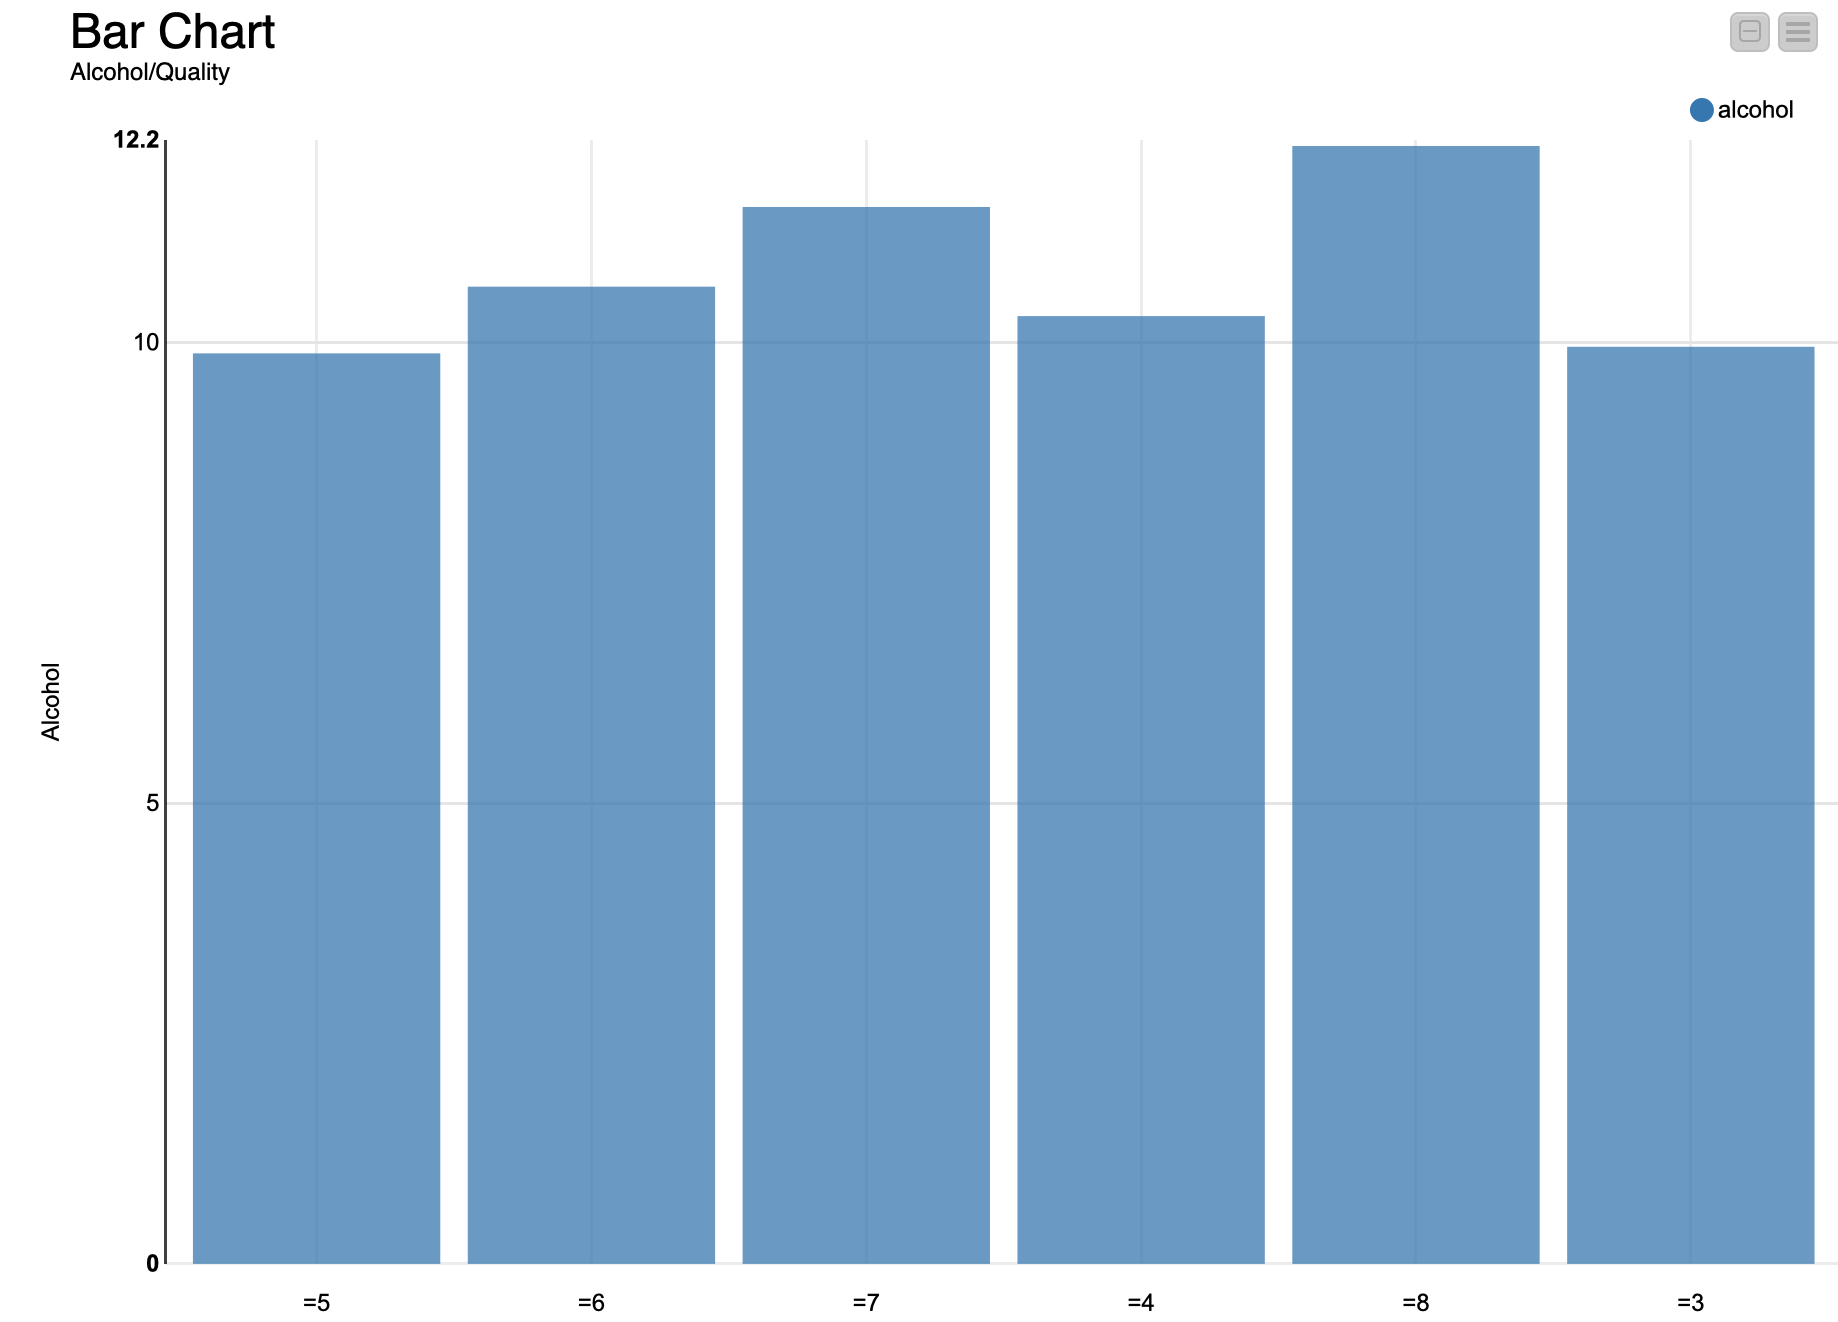 Bar Chart
Alcohol/Quality
alcohol
12.2
10
5
0
Alcohol
=5 =6 =7 =4 =8 =3